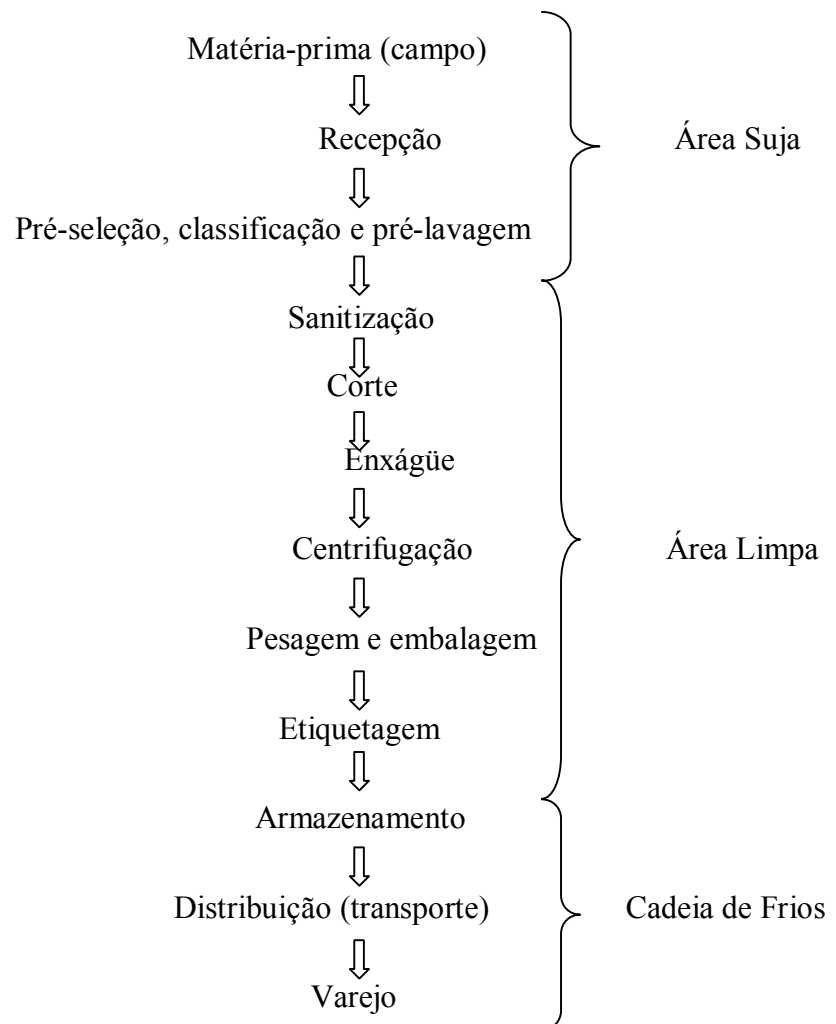 Matéria-prima (campo)
Recepção
Área Suja
Pré-seleção, classificação e pré-lavagem
Sanitização
Corte
Enxágüe
Centrifugação
Área Limpa
Pesagem e embalagem
Etiquetagem
Armazenamento
Distribuição (transporte)
Cadeia de Frios
Varejo